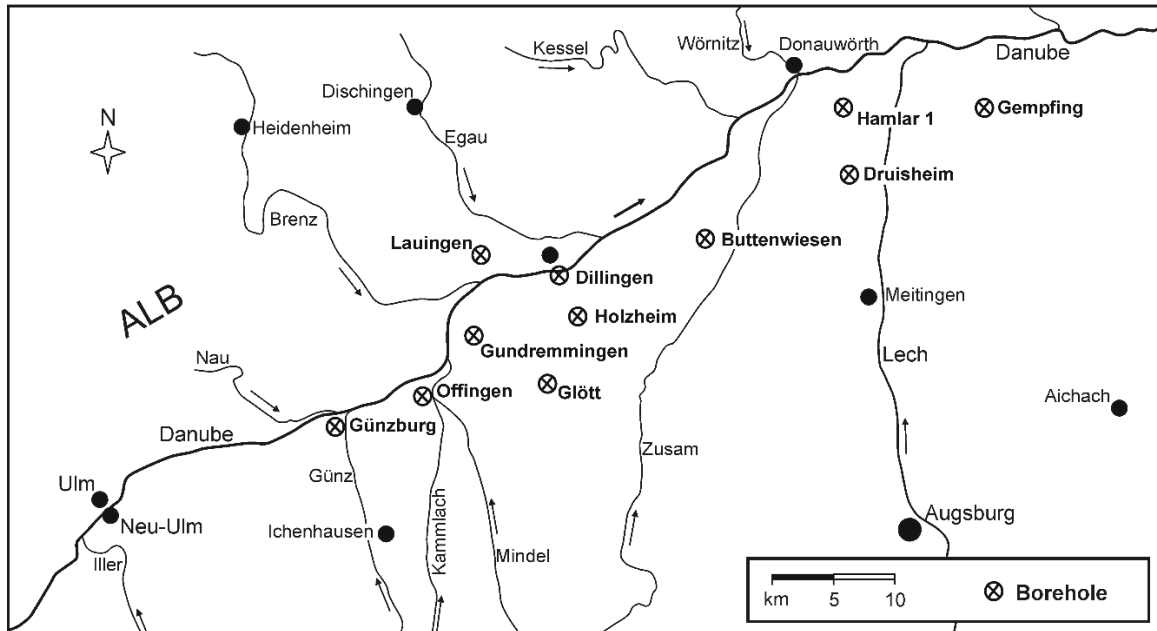 Kessel
Wörnitz
Donauwörth
Danube
Dischingen
Hamlar 1
Gempfing
N
Heidenheim
Egau
Druisheim
Brenz
Lauingen
Buttenwiesen
Dillingen
ALB
Meitingen
Holzheim
Gundremmingen
Nau
Lech
Offingen
Glött
Aichach
Günzburg
Danube
Zusam
Ulm
Günz
Kammlach
Neu-Ulm
Ichenhausen
Augsburg
Iller
Mindel
km 5 10
Borehole